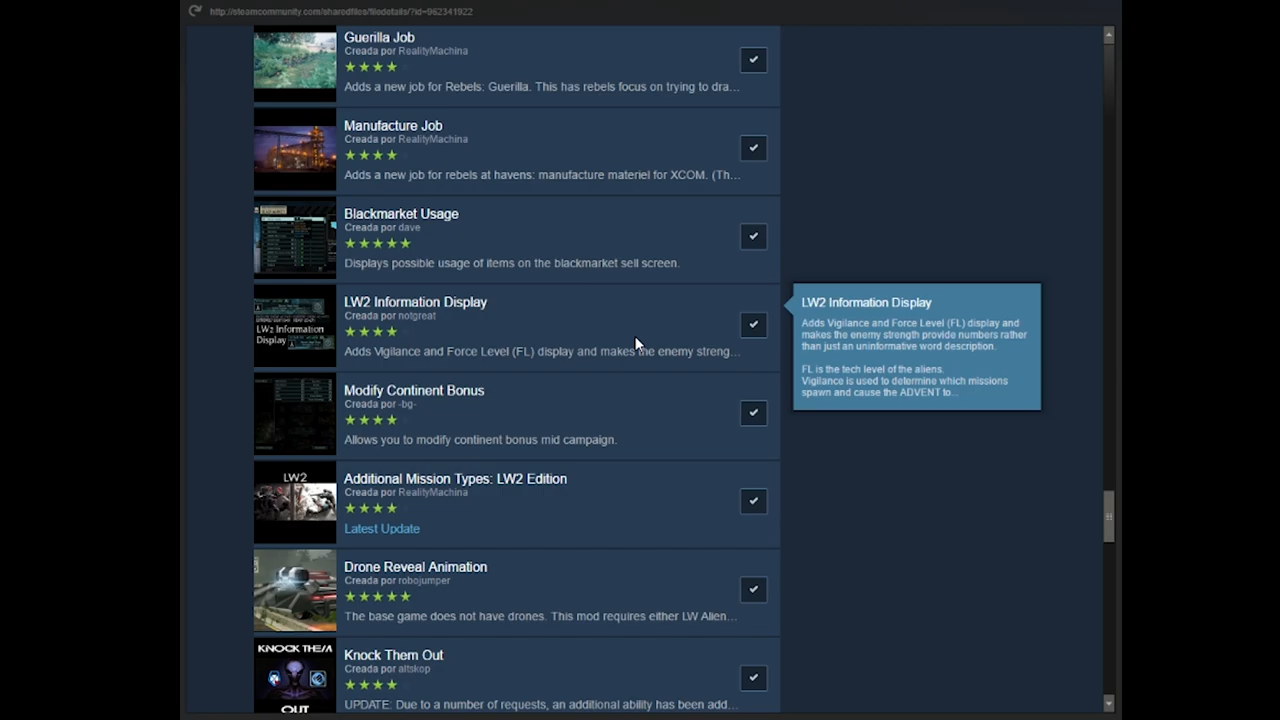 http://steamcommunity.com/sharedfiles/filedetails/?id=962341922
Guerilla Job
Creada por RealityMachina
Adds a new job for Rebels: Guerilla. This has rebels focus on trying to dra...
Manufacture Job
Creada por RealityMachina
Adds a new job for rebels at havens: manufacture materiel for XCOM. (Th...
Blackmarket Usage
Creada por dave
Displays possible usage of items on the blackmarket sell screen.
LW2 Information
Display
LW2 Information Display
Creada por notgreat
Adds Vigilance and Force Level (FL) display and makes the enemy streng...
LW2 Information Display
Adds Vigilance and Force Level (FL) display and
makes the enemy strength provide numbers rather
than just an uninformative word description.
FL is the tech level of the aliens.
Vigilance is used to determine which missions
spawn and cause the ADVENT to...
Modify Continent Bonus
Creada por -bg-
Allows you to modify continent bonus mid campaign.
LW2
Additional Mission Types: LW2 Edition
Creada por RealityMachina
Latest Update
Drone Reveal Animation
Creada por robojumper
The base game does not have drones. This mod requires either LW Alien...
KNOCK THEM
OUT
Knock Them Out
Creada por altskop
UPDATE: Due to a number of requests, an additional ability has been add...